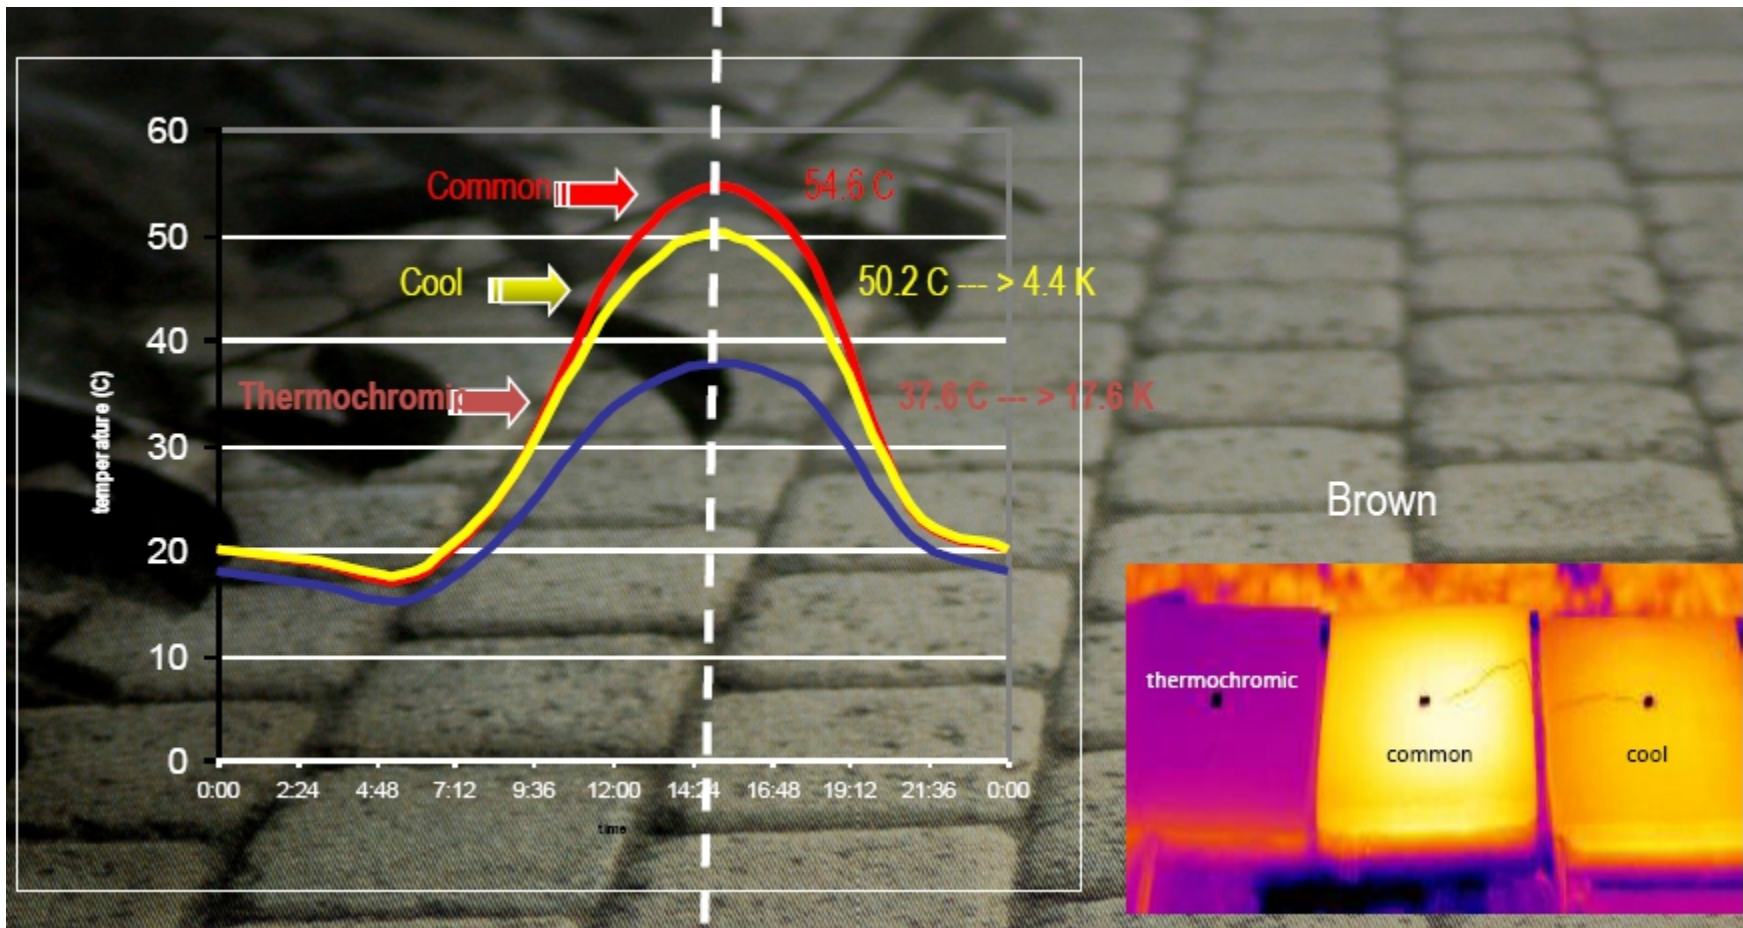 60
Common
54.6 C
50
Cool
50.2 C --- > 4.4 K
40
Thermochromic
37.6 C --- > 17.6 K
temperature (C)
30
Brown
20
10
0
0:00 2:24 4:48 7:12 9:36 12:00 14:24 16:48 19:12 21:36 0:00
time
thermochromic
common
cool